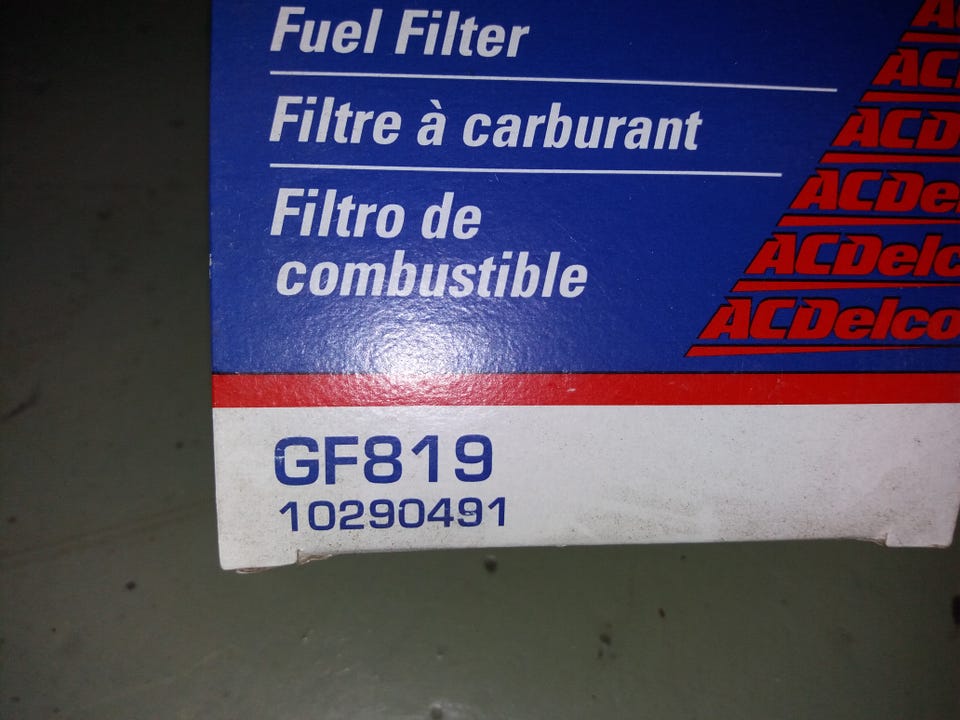 Fuel Filter
Filtre à carburant
Filtro de
combustible
ACDelco
GF819
10290491